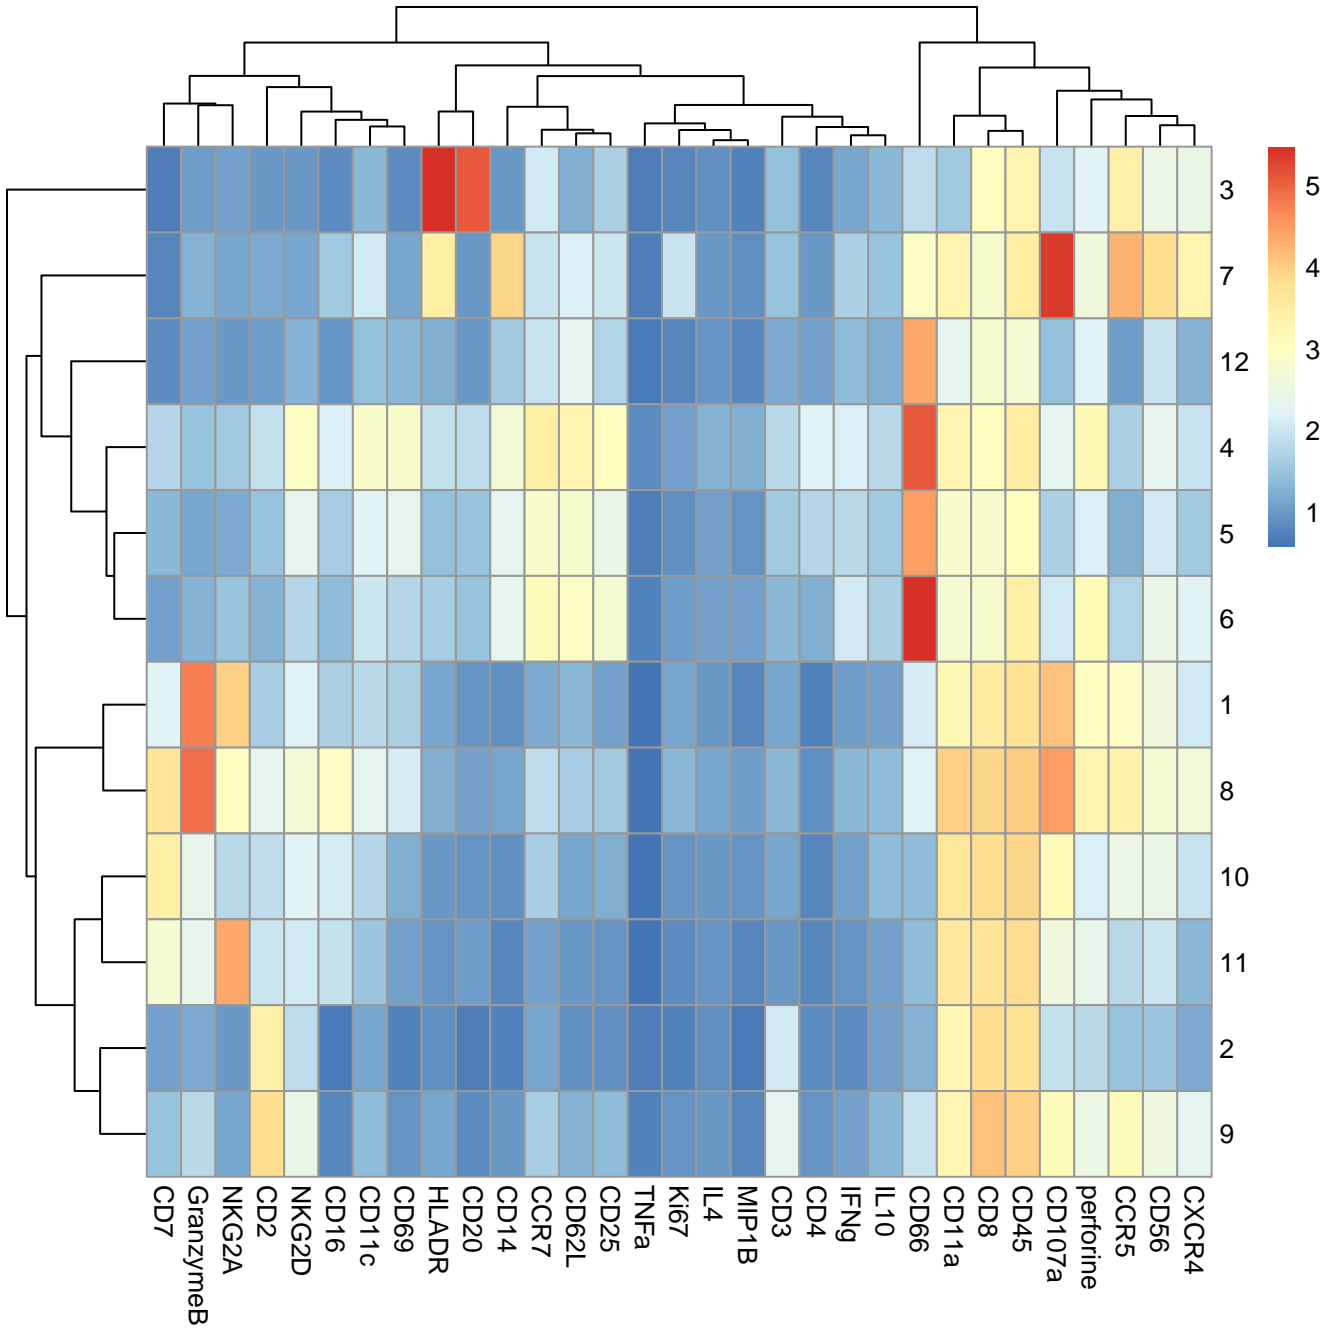 3
7
12
4
5
6
1
8
10
11
2
9
5
4
3
2
1
CD7
GranzymeB
NKG2A
CD2
NKG2D
CD16
CD11c
CD69
HLADR
CD20
CD14
CCR7
CD62L
CD25
TNFa
Ki67
IL4
MIP1B
CD3
CD4
IFNg
IL10
CD66
CD11a
CD8
CD45
CD107a
perforine
CCR5
CD56
CXCR4